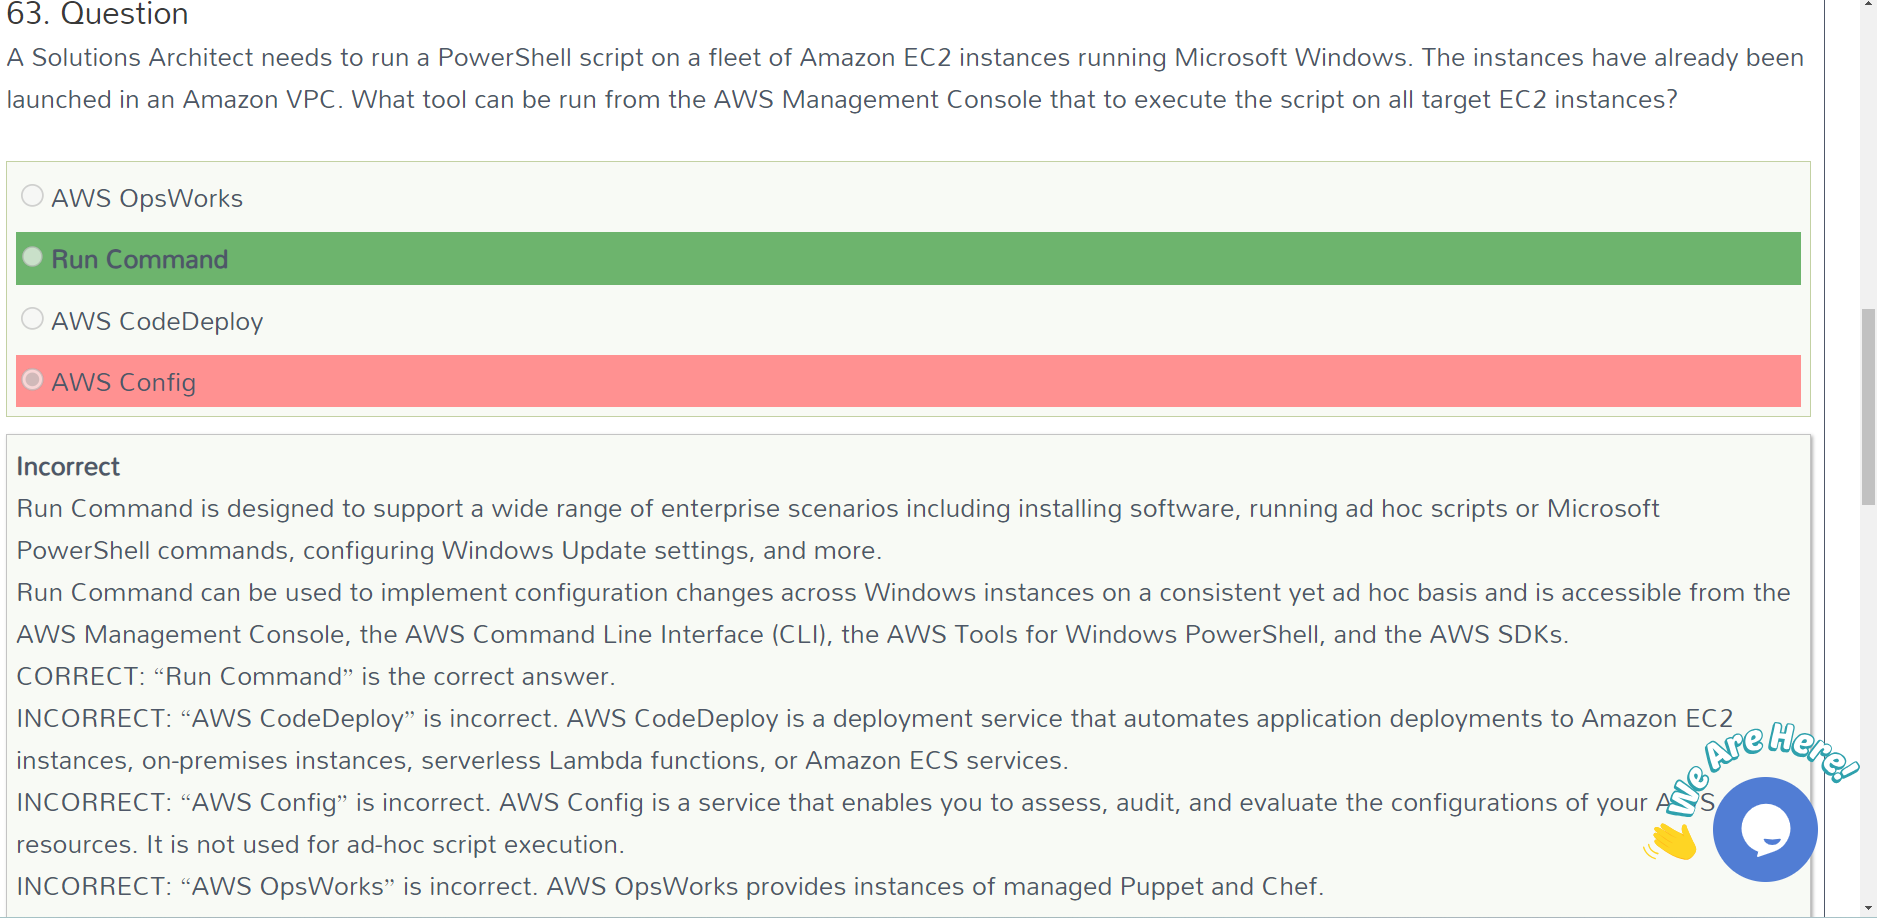 63. Question
A Solutions Architect needs to run a PowerShell script on a fleet of Amazon EC2 instances running Microsoft Windows. The instances have already been
launched in an Amazon VPC. What tool can be run from the AWS Management Console that to execute the script on all target EC2 instances?
AWS OpsWorks
Run Command
AWS CodeDeploy
AWS Config
Incorrect
Run Command is designed to support a wide range of enterprise scenarios including installing software, running ad hoc scripts or Microsoft
PowerShell commands, configuring Windows Update settings, and more.
Run Command can be used to implement configuration changes across Windows instances on a consistent yet ad hoc basis and is accessible from the
AWS Management Console, the AWS Command Line Interface (CLI), the AWS Tools for Windows PowerShell, and the AWS SDKs.
CORRECT: “Run Command” is the correct answer.
INCORRECT: “AWS CodeDeploy” is incorrect. AWS CodeDeploy is a deployment service that automates application deployments to Amazon EC2
instances, on-premises instances, serverless Lambda functions, or Amazon ECS services.
INCORRECT: “AWS Config” is incorrect. AWS Config is a service that enables you to assess, audit, and evaluate the configurations of your AWS
resources. It is not used for ad-hoc script execution.
INCORRECT: “AWS OpsWorks” is incorrect. AWS OpsWorks provides instances of managed Puppet and Chef.
We Are Here!